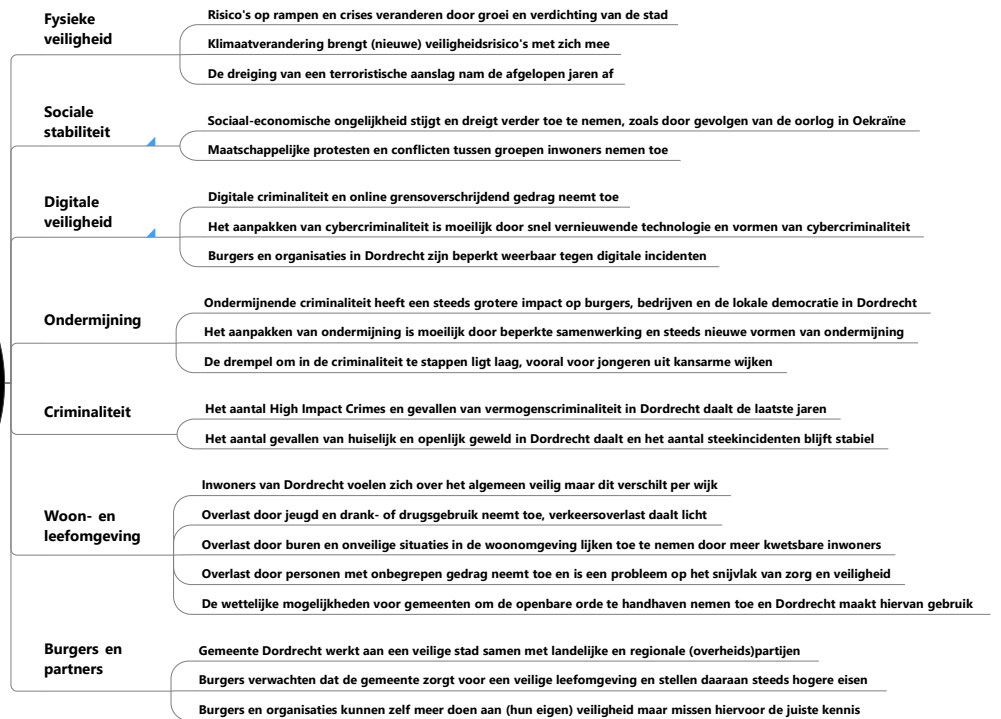 Fysieke
veiligheid
Risico's op rampen en crises veranderen door groei en verdichting van de stad
Klimaatverandering brengt (nieuwe) veiligheidsrisico's met zich mee
De dreiging van een terroristische aanslag nam de afgelopen jaren af
Sociale
stabiliteit
Sociaal-economische ongelijkheid stijgt en dreigt verder toe te nemen, zoals door gevolgen van de oorlog in Oekraïne
Maatschappelijke protesten en conflicten tussen groepen inwoners nemen toe
Digitale
veiligheid
Digitale criminaliteit en online grensoverschrijdend gedrag neemt toe
Het aanpakken van cybercriminaliteit is moeilijk door snel vernieuwende technologie en vormen van cybercriminaliteit
Burgers en organisaties in Dordrecht zijn beperkt weerbaar tegen digitale incidenten
Ondermijning
Ondermijnende criminaliteit heeft een steeds grotere impact op burgers, bedrijven en de lokale democratie in Dordrecht
Het aanpakken van ondermijning is moeilijk door beperkte samenwerking en steeds nieuwe vormen van ondermijning
De drempel om in de criminaliteit te stappen ligt laag, vooral voor jongeren uit kansarme wijken
Criminaliteit
Het aantal High Impact Crimes en gevallen van vermogenscriminaliteit in Dordrecht daalt de laatste jaren
Het aantal gevallen van huiselijk en openlijk geweld in Dordrecht daalt en het aantal steekincidenten blijft stabiel
Woon- en
leefomgeving
Inwoners van Dordrecht voelen zich over het algemeen veilig maar dit verschilt per wijk
Overlast door jeugd en drank- of drugsgebruik neemt toe, verkeersoverlast daalt licht
Overlast door buren en onveilige situaties in de woonomgeving lijken toe te nemen door meer kwetsbare inwoners
Overlast door personen met onbegrepen gedrag neemt toe en is een probleem op het snijvlak van zorg en veiligheid
De wettelijke mogelijkheden voor gemeenten om de openbare orde te handhaven nemen toe en Dordrecht maakt hiervan gebruik
Burgers en
partners
Gemeente Dordrecht werkt aan een veilige stad samen met landelijke en regionale (overheids)partijen
Burgers verwachten dat de gemeente zorgt voor een veilige leefomgeving en stellen daaraan steeds hogere eisen
Burgers en organisaties kunnen zelf meer doen aan (hun eigen) veiligheid maar missen hiervoor de juiste kennis